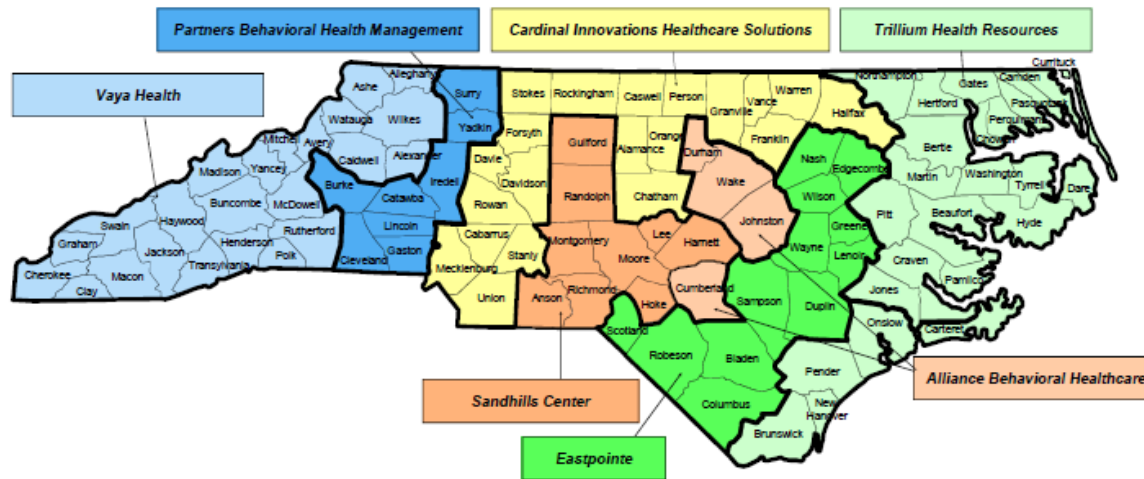 Partners Behavioral Health Management
Cardinal Innovations Healthcare Solutions
Trillium Health Resources
Vaya Health
Sandhills Center
Eastpointe
Alliance Behavioral Healthcare
Alleghany
Ashe
Watauga
Wilkes
Mitchell
Avery
Caldwell
Alexander
Madison
Yancey
Buncombe
McDowell
Haywood
Swain
Graham
Jackson
Henderson
Rutherford
Polk
Transylvania
Cherokee
Macon
Clay
Surry
Yadkin
Iredell
Burke
Catawba
Lincoln
Gaston
Cleveland
Stokes
Rockingham
Caswell
Person
Granville
Vance
Warren
Halifax
Franklin
Forsyth
Davie
Davidson
Rowan
Orange
Alamance
Chatham
Cabarrus
Stanly
Mecklenburg
Union
Guilford
Randolph
Montgomery
Moore
Lee
Harnett
Anson
Richmond
Hoke
Durham
Wake
Johnston
Cumberland
Nash
Edgecombe
Wilson
Greene
Wayne
Lenoir
Sampson
Duplin
Scotland
Robeson
Bladen
Columbus
Northampton
Gates
Camden
Currituck
Hertford
Pasquotank
Perquimans
Chowan
Bertie
Martin
Washington
Tyrrell
Dare
Pitt
Beaufort
Hyde
Craven
Pamlico
Jones
Onslow
Carteret
Pender
New
Hanover
Brunswick